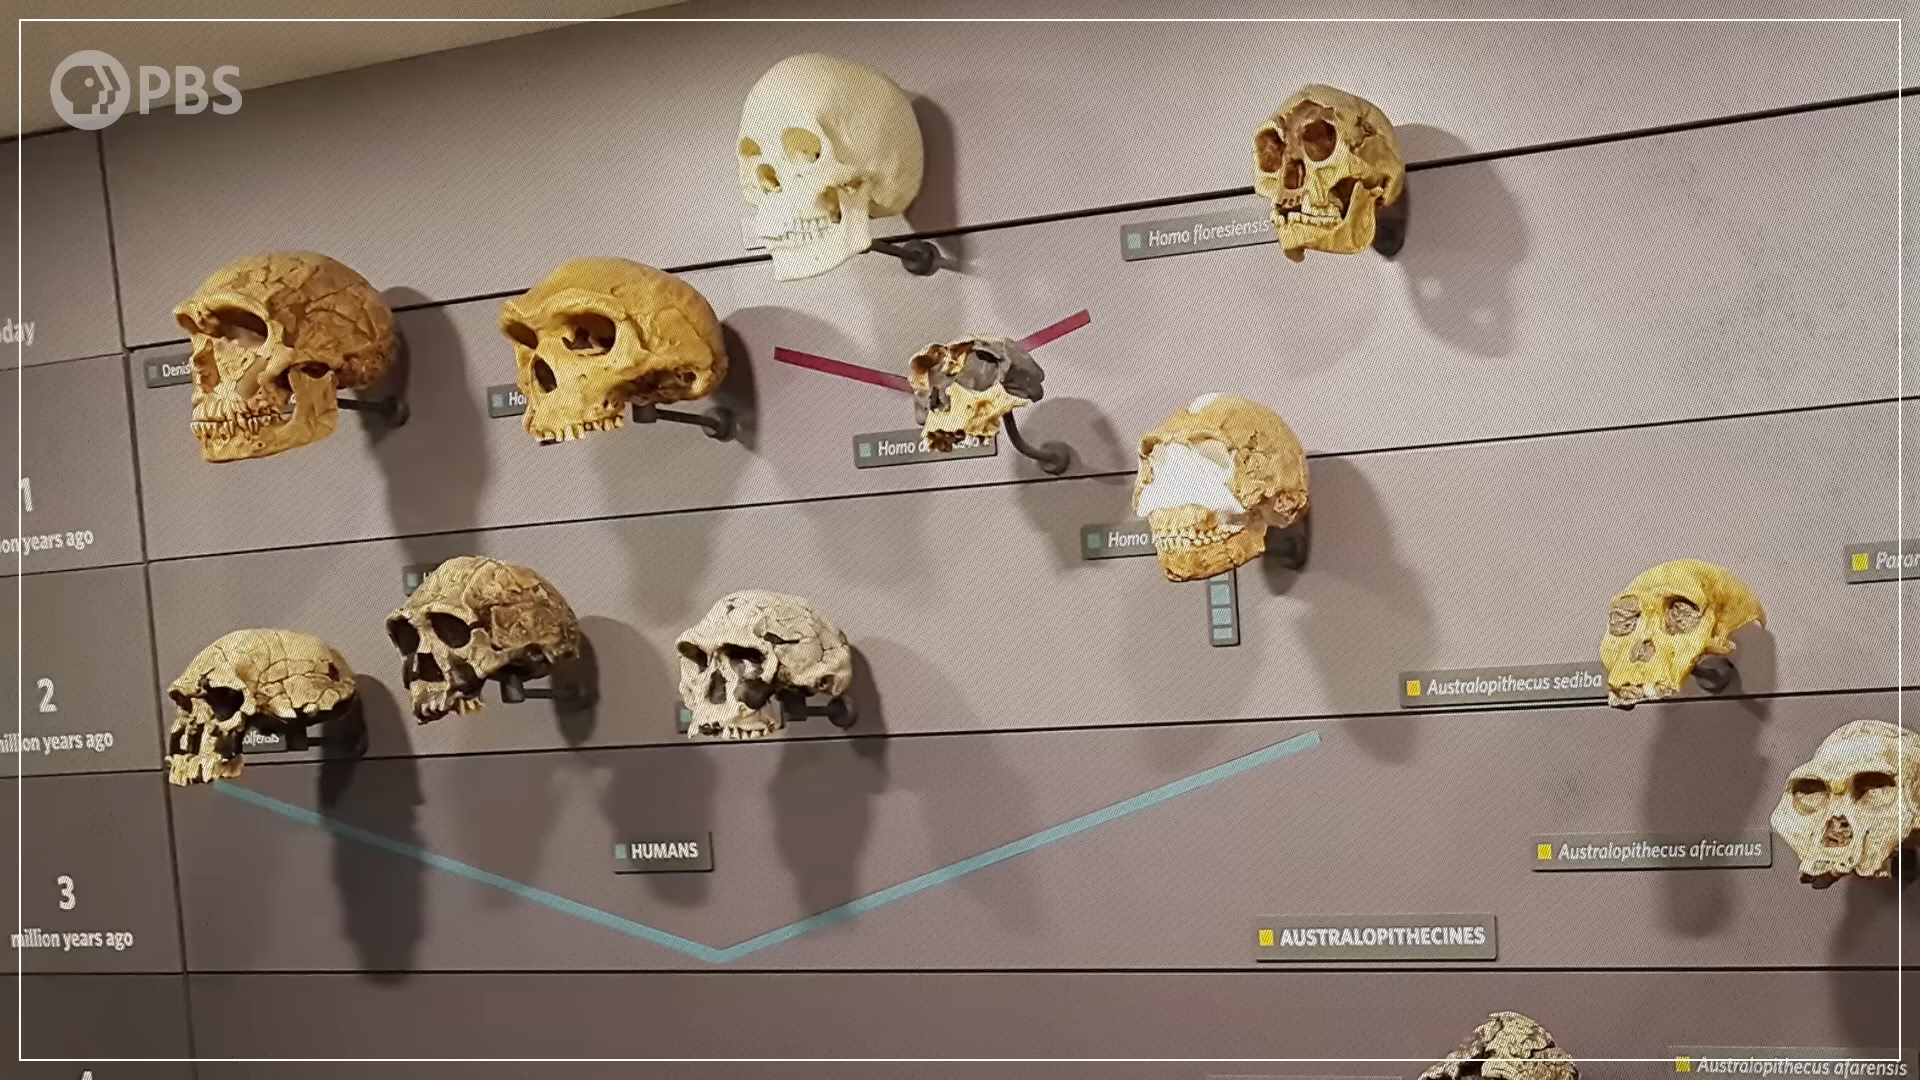 PBS
Homo floresiensis
Homo
1
years ago
Homo
2
million years ago
Australopithecus sediba
3
million years ago
HUMANS
Australopithecus africanus
AUSTRALOPITHECINES
Australopithecus afarensis